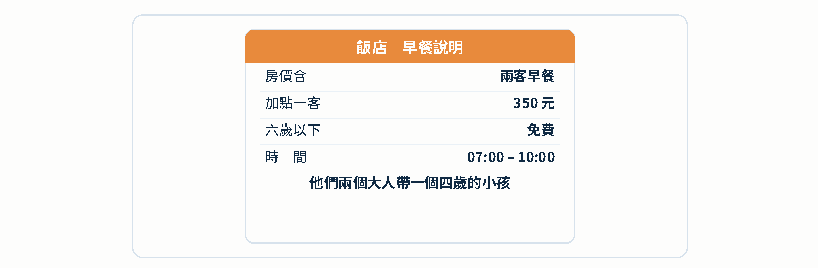 飯店　早餐說明
房價含 兩客早餐
加點一客 350 元
六歲以下 免費
時　間 07:00 – 10:00
他們兩個大人帶一個四歲的小孩